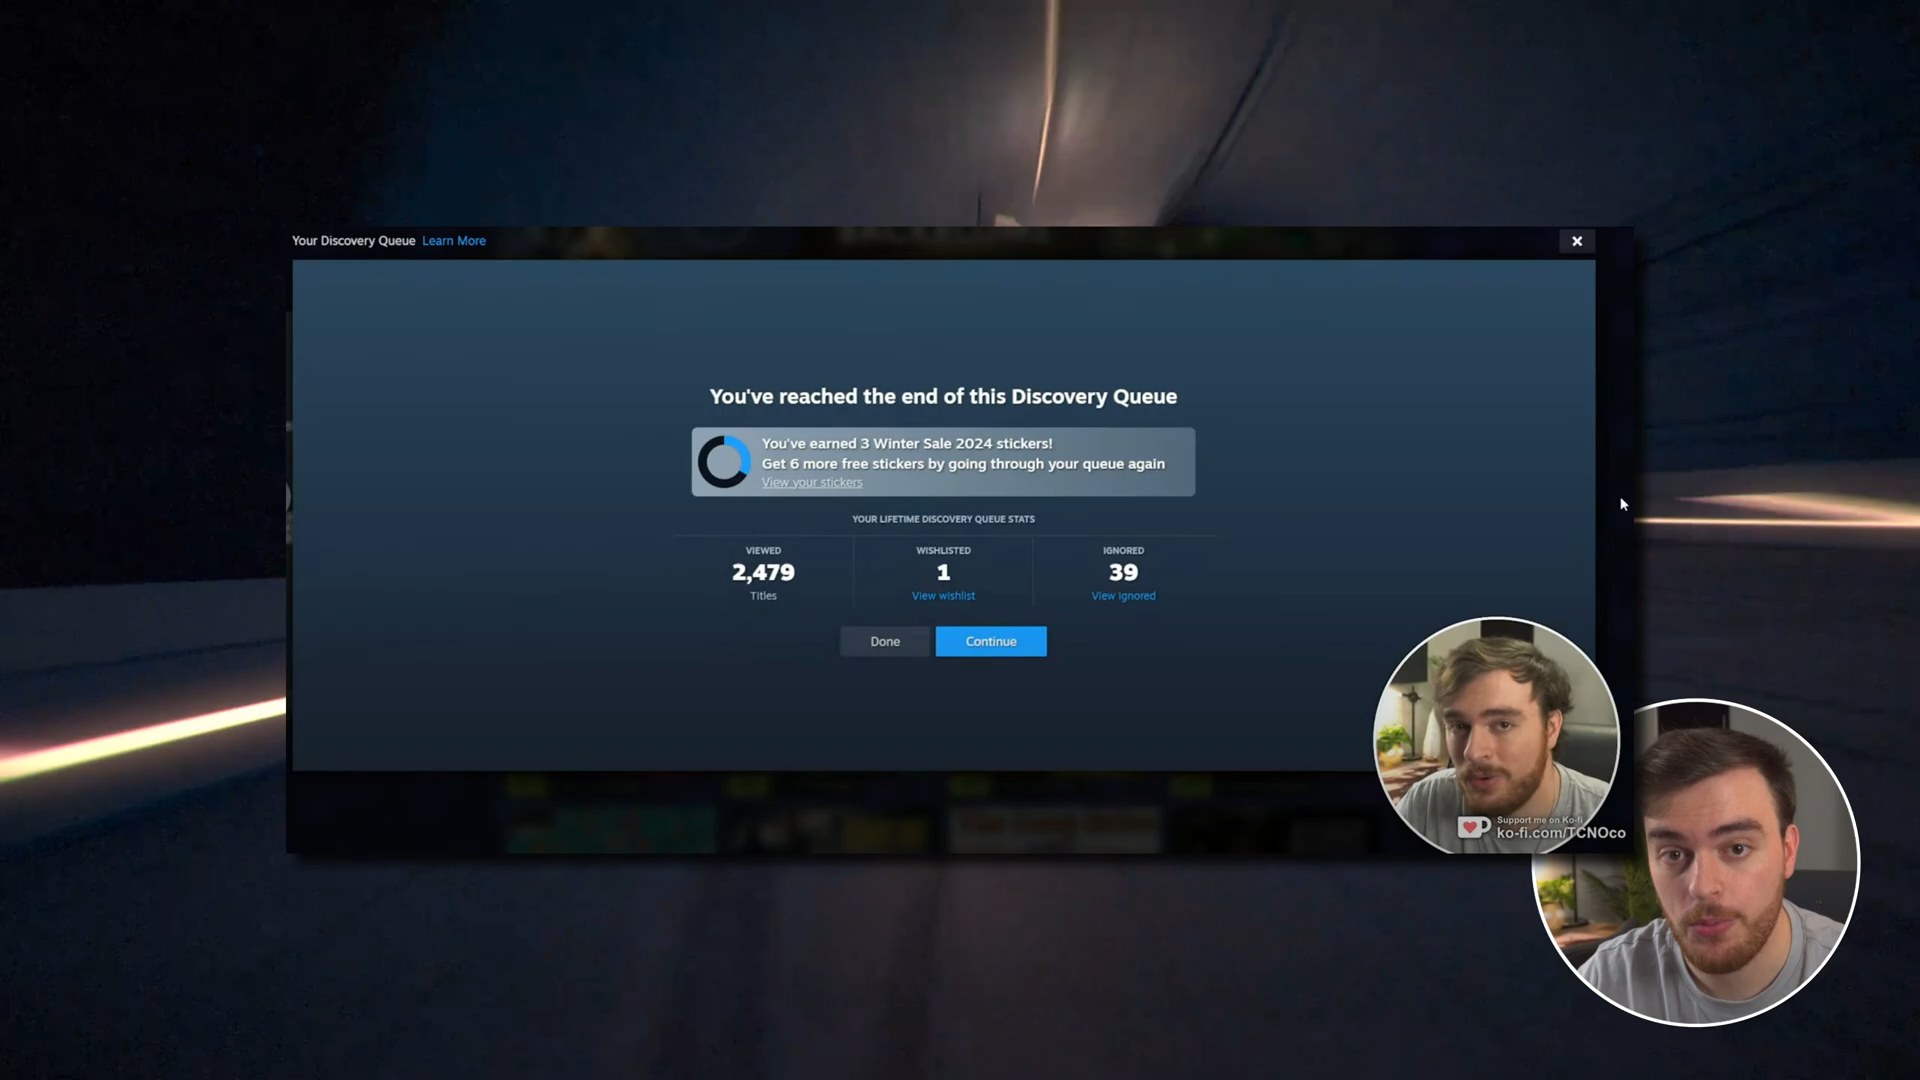 Your Discovery Queue Learn More
You've reached the end of this Discovery Queue
You've earned 3 Winter Sale 2024 stickers!
Get 6 more free stickers by going through your queue again
View your stickers
YOUR LIFETIME DISCOVERY QUEUE STATS
VIEWED WISHLISTED IGNORED
2,479 1 39
Titles View wishlist View ignored
Done Continue
Support me on Ko-fi
ko-fi.com/TCNOco